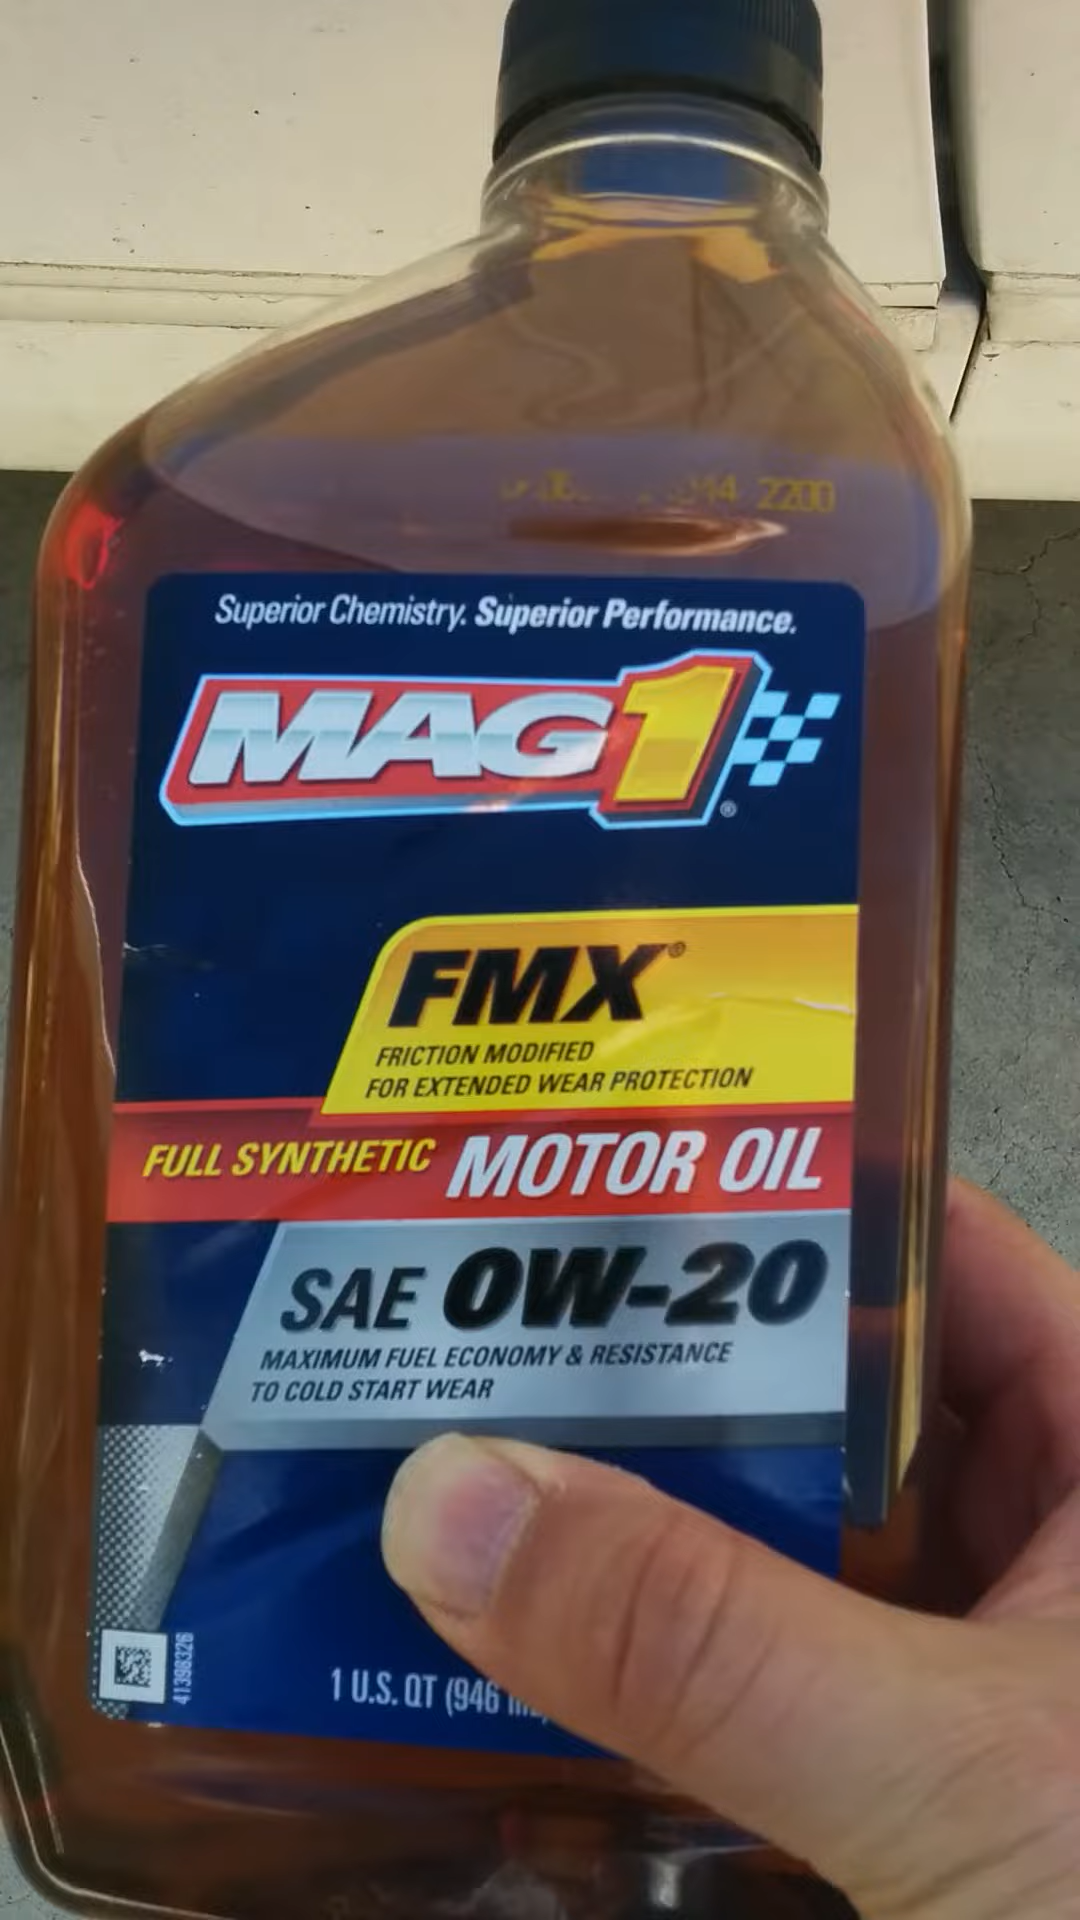 2200
Superior Chemistry. Superior Performance.
MAG1®
FMX®
FRICTION MODIFIED
FOR EXTENDED WEAR PROTECTION
FULL SYNTHETIC MOTOR OIL
SAE 0W-20
MAXIMUM FUEL ECONOMY & RESISTANCE
TO COLD START WEAR
41398326
1 U.S. QT (946